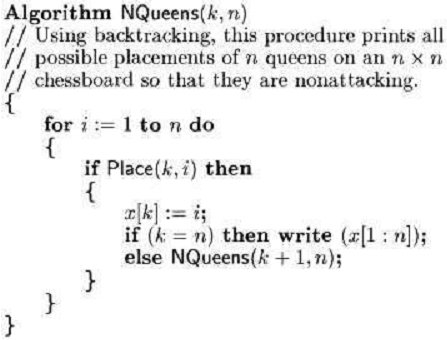 Algorithm NQueens(k, n)
// Using backtracking, this procedure prints all
// possible placements of n queens on an n × n
// chessboard so that they are nonattacking.
{
for i := 1 to n do
{
if Place(k, i) then
{
x[k] := i;
if (k = n) then write (x[1 : n]);
else NQueens(k + 1, n);
}
}
}